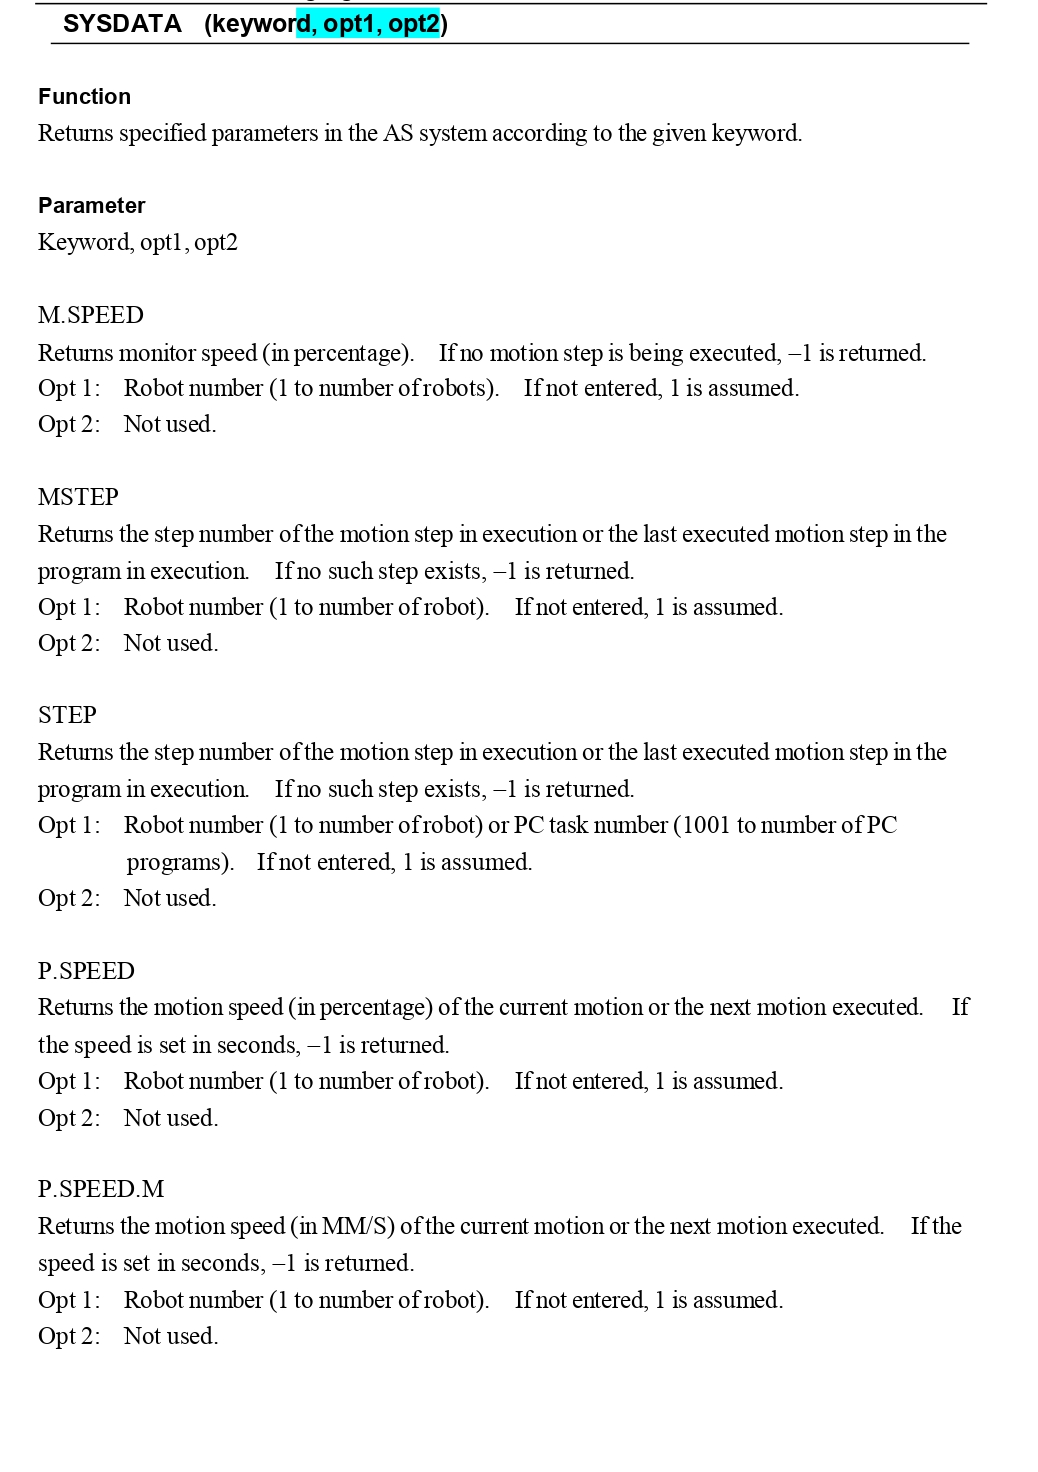 SYSDATA (keyword, opt1, opt2)
Function
Returns specified parameters in the AS system according to the given keyword.
Parameter
Keyword, opt1, opt2
M.SPEED
Returns monitor speed (in percentage). If no motion step is being executed, –1 is returned.
Opt 1: Robot number (1 to number of robots). If not entered, 1 is assumed.
Opt 2: Not used.
MSTEP
Returns the step number of the motion step in execution or the last executed motion step in the
program in execution. If no such step exists, –1 is returned.
Opt 1: Robot number (1 to number of robot). If not entered, 1 is assumed.
Opt 2: Not used.
STEP
Returns the step number of the motion step in execution or the last executed motion step in the
program in execution. If no such step exists, –1 is returned.
Opt 1: Robot number (1 to number of robot) or PC task number (1001 to number of PC
programs). If not entered, 1 is assumed.
Opt 2: Not used.
P.SPEED
Returns the motion speed (in percentage) of the current motion or the next motion executed. If
the speed is set in seconds, –1 is returned.
Opt 1: Robot number (1 to number of robot). If not entered, 1 is assumed.
Opt 2: Not used.
P.SPEED.M
Returns the motion speed (in MM/S) of the current motion or the next motion executed. If the
speed is set in seconds, –1 is returned.
Opt 1: Robot number (1 to number of robot). If not entered, 1 is assumed.
Opt 2: Not used.